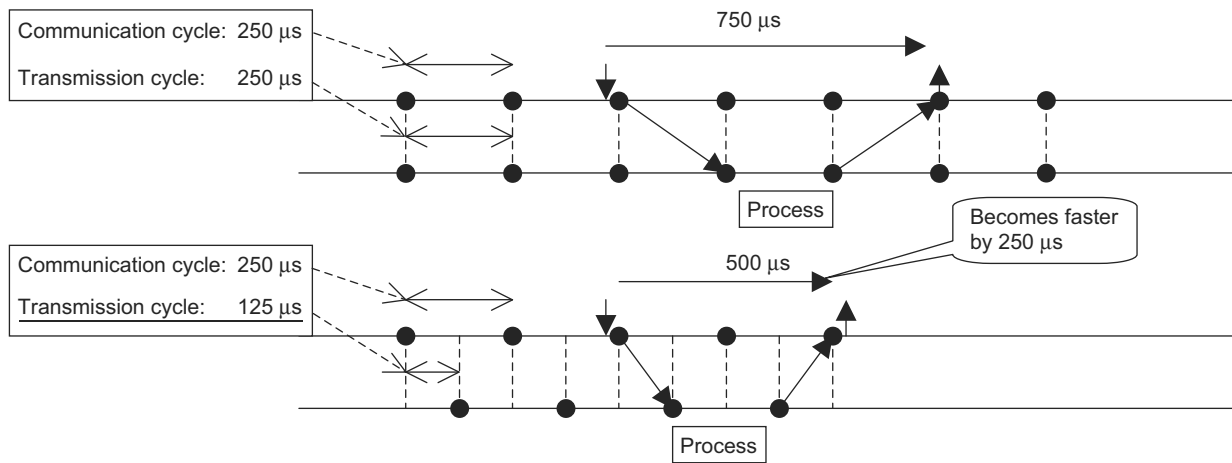 Communication cycle: 250 μs
Transmission cycle: 250 μs
750 μs
Process
Communication cycle: 250 μs
Transmission cycle: 125 μs
500 μs
Becomes faster
by 250 μs
Process